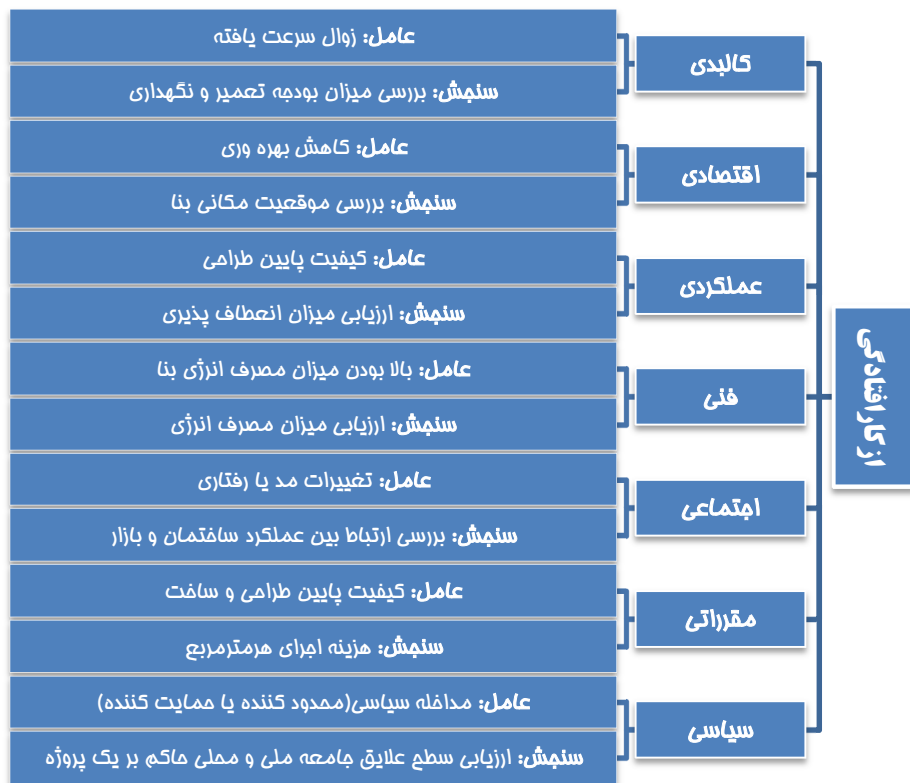 از کار افتادگی
کالبدی
عامل: زوال سرعت یافته
سنجش: بررسی میزان بودجه تعمیر و نگهداری
اقتصادی
عامل: کاهش بهره وری
سنجش: بررسی موقعیت مکانی بنا
عملکردی
عامل: کیفیت پایین طراحی
سنجش: ارزیابی میزان انعطاف پذیری
فنی
عامل: بالا بودن میزان مصرف انرژی بنا
سنجش: ارزیابی میزان مصرف انرژی
اجتماعی
عامل: تغییرات مد یا رفتاری
سنجش: بررسی ارتباط بین عملکرد ساختمان و بازار
مقرراتی
عامل: کیفیت پایین طراحی و ساخت
سنجش: هزینه اجرای هرمترمربع
سیاسی
عامل: مداخله سیاسی(محدود کننده یا حمایت کننده)
سنجش: ارزیابی سطح علایق جامعه ملی و محلی حاکم بر یک پروژه